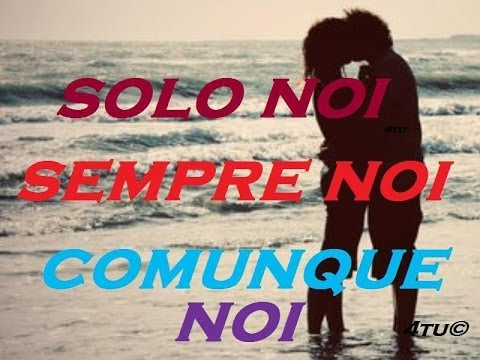 SOLO NOI
4TU
SEMPRE NOI
COMUNQUE
NOI
4TU©